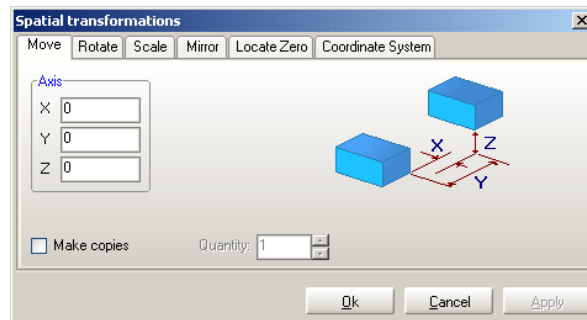 Spatial transformations
Move Rotate Scale Mirror Locate Zero Coordinate System
Axis
X 0
Y 0
Z 0
X
Z
Y
Make copies Quantity: 1
Ok Cancel Apply